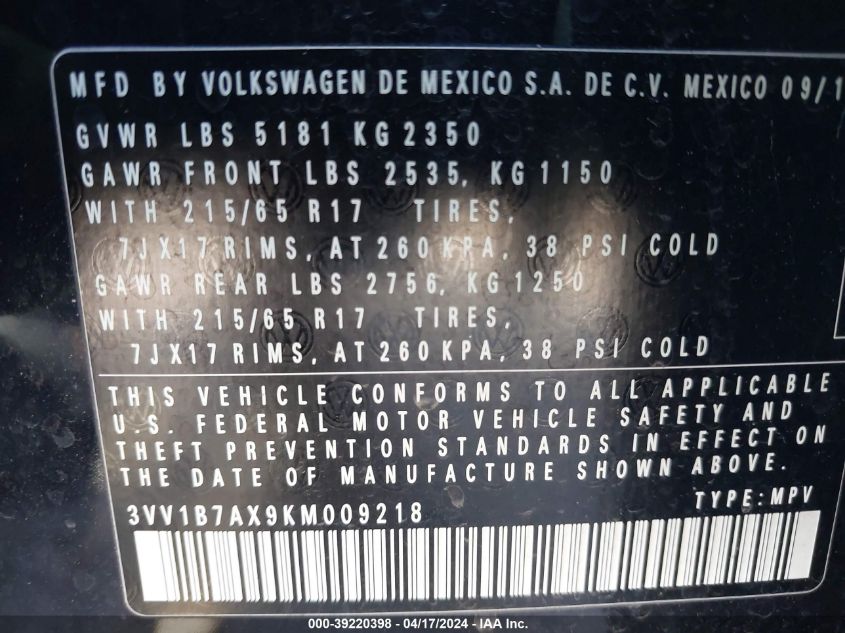 MFD BY VOLKSWAGEN DE MEXICO S.A. DE C.V. MEXICO 09/1
GVWR LBS 5181 KG 2350
GAWR FRONT LBS 2535, KG 1150
WITH 215/65 R17 TIRES,
7JX17 RIMS, AT 260 KPA, 38 PSI COLD
GAWR REAR LBS 2756, KG 1250
WITH 215/65 R17 TIRES,
7JX17 RIMS, AT 260 KPA, 38 PSI COLD
THIS VEHICLE CONFORMS TO ALL APPLICABLE
U.S. FEDERAL MOTOR VEHICLE SAFETY AND
THEFT PREVENTION STANDARDS IN EFFECT ON
THE DATE OF MANUFACTURE SHOWN ABOVE.
3VV1B7AX9KM009218 TYPE: MPV
000-39220398 - 04/17/2024 - IAA Inc.